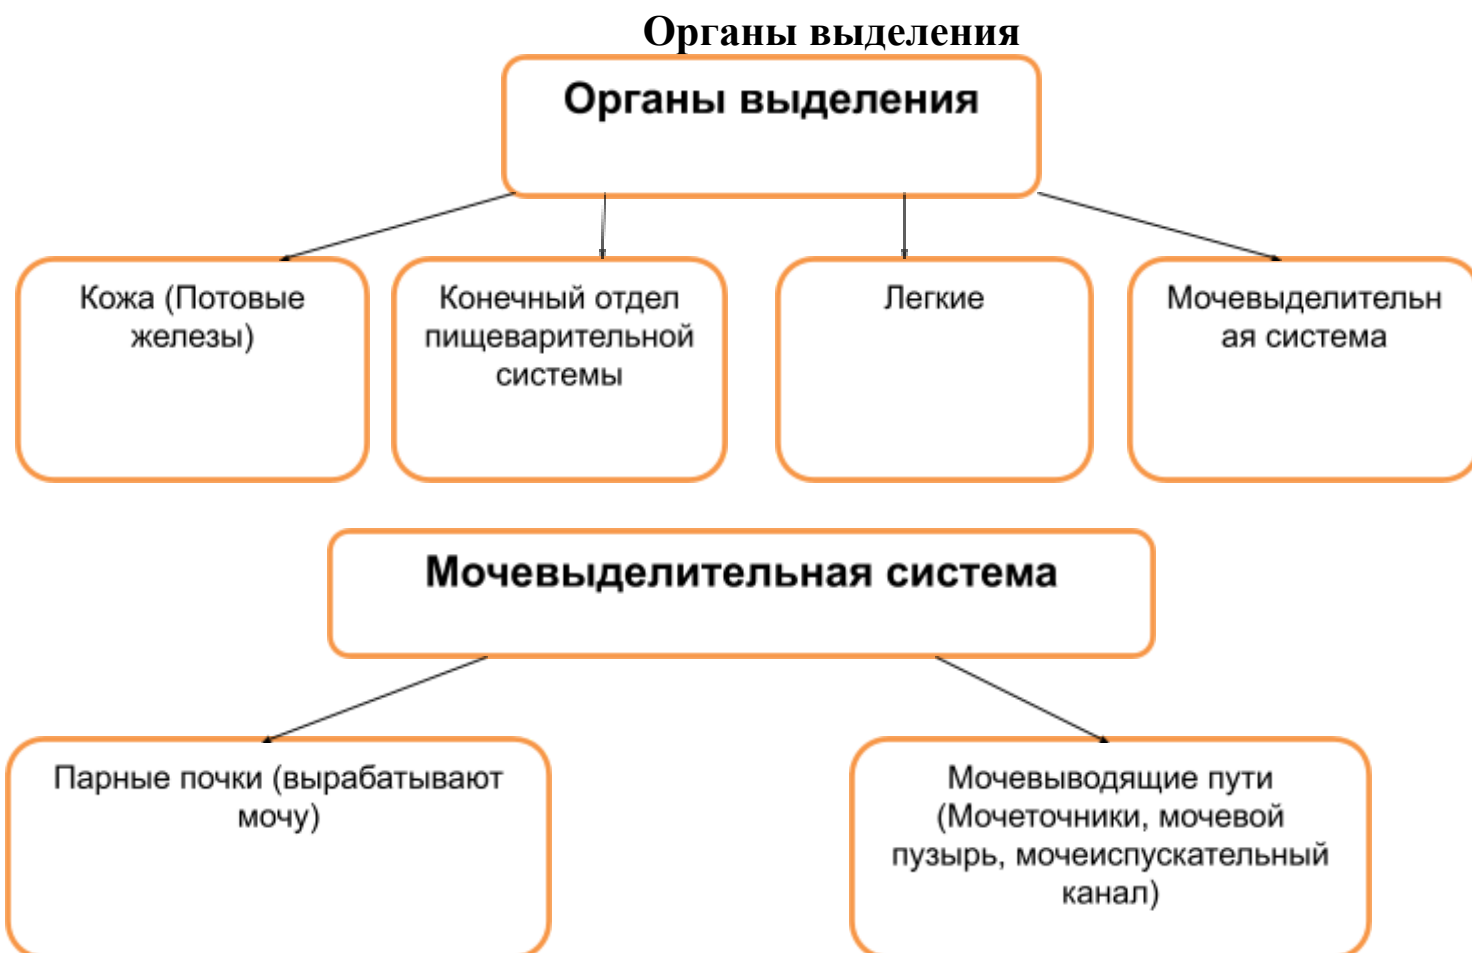 Органы выделения
Органы выделения
Кожа (Потовые
железы)
Конечный отдел
пищеварительной
системы
Легкие
Мочевыделительн
ая система
Мочевыделительная система
Парные почки (вырабатывают
мочу)
Мочевыводящие пути
(Мочеточники, мочевой
пузырь, мочеиспускательный
канал)